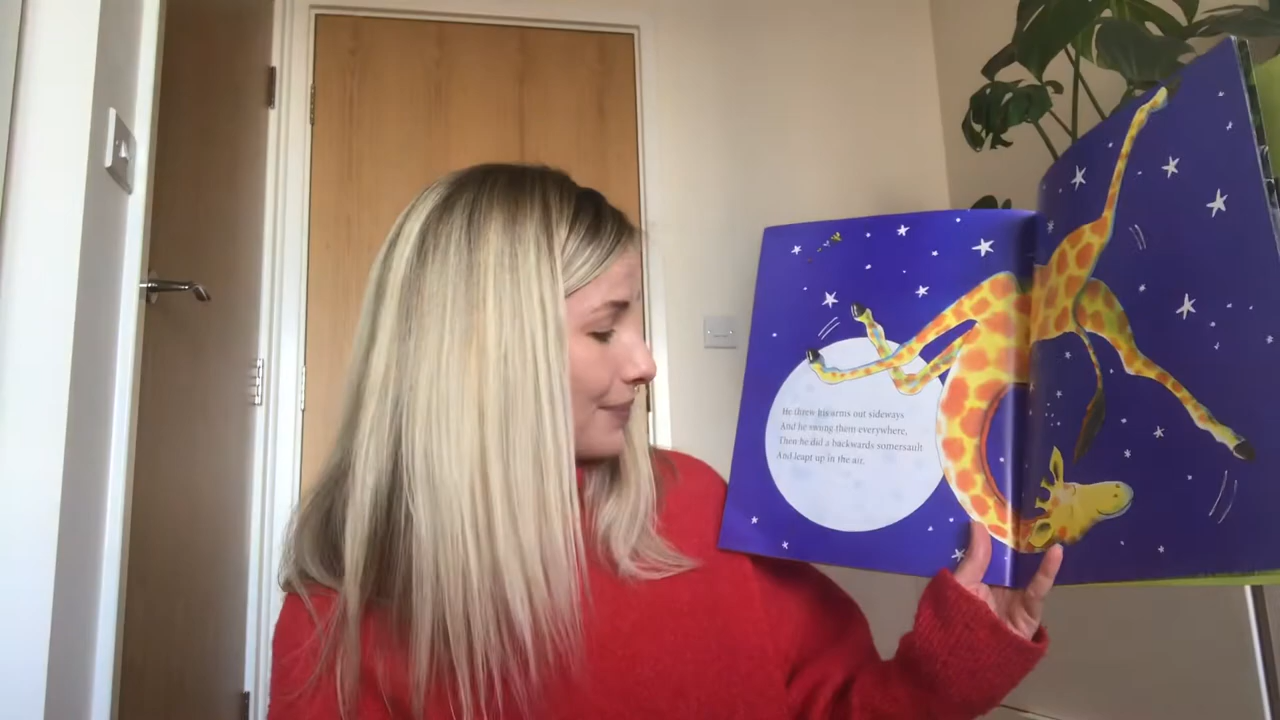 He threw his arms out sideways
And he swung them everywhere,
Then he did a backwards somersault
And leapt up in the air.